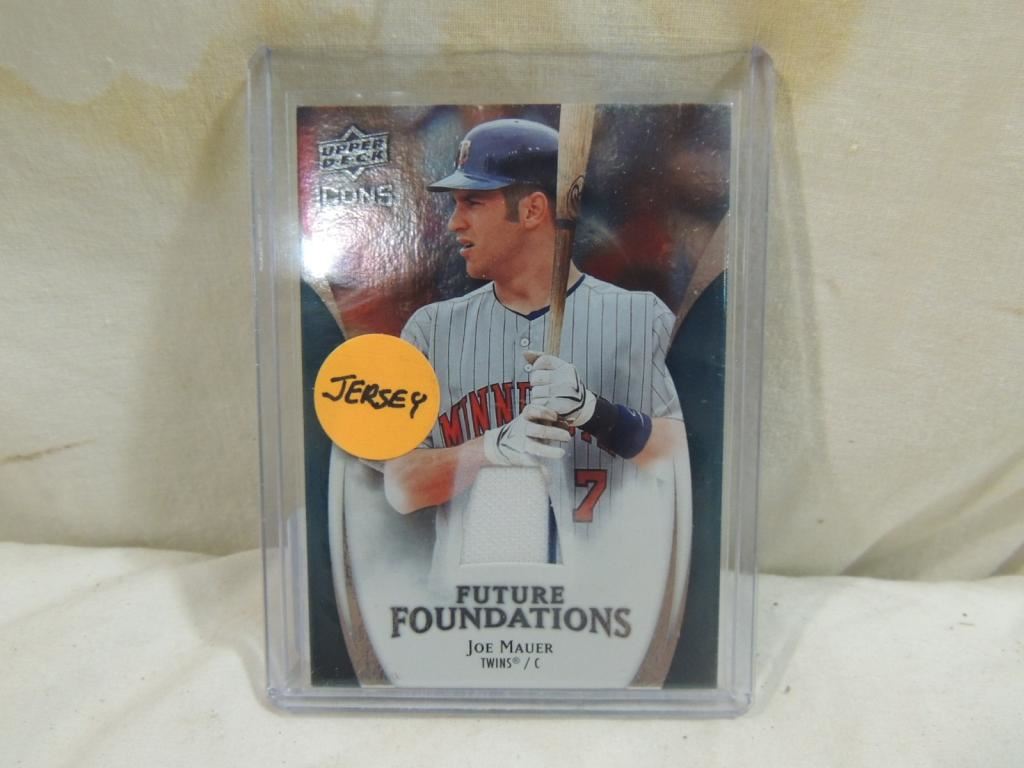 UPPER
DECK
ICONS
JERSEY
MINNE
7
FUTURE
FOUNDATIONS
JOE MAUER
TWINS® / C